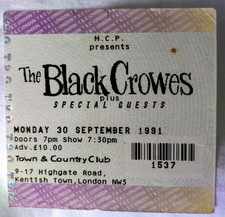 H.C.P.
presents
The Black Crowes
plus
SPECIAL GUESTS
MONDAY 30 SEPTEMBER 1991
Doors 7pm Show 7:30pm
Adv.£10.00
Town & Country Club
1537
9-17 Highgate Road,
Kentish Town, London NW5